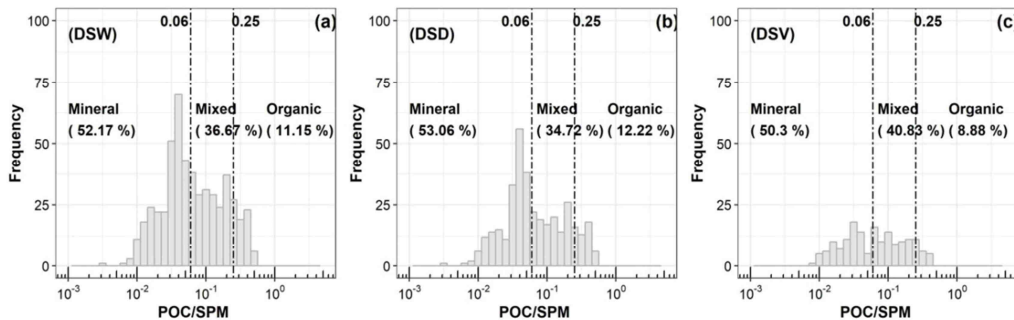 100 0.06 0.25 (a)
(DSW)
75
Mineral Mixed Organic
( 52.17 %) ( 36.67 %) ( 11.15 %)
50
25
0
10-3 10-2 10-1 100
Frequency
POC/SPM
100 0.06 0.25 (b)
(DSD)
75
Mineral Mixed Organic
( 53.06 %) ( 34.72 %) ( 12.22 %)
50
25
0
10-3 10-2 10-1 100
Frequency
POC/SPM
100 0.06 0.25 (c)
(DSV)
75
Mineral Mixed Organic
( 50.3 %) ( 40.83 %) ( 8.88 %)
50
25
0
10-3 10-2 10-1 100
Frequency
POC/SPM